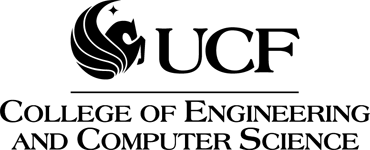 UCF
COLLEGE OF ENGINEERING
AND COMPUTER SCIENCE